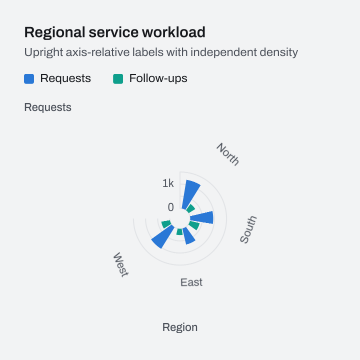 Regional service workload
Upright axis-relative labels with independent density
Requests
Follow-ups
Requests
North
1k
0
South
West
East
Region